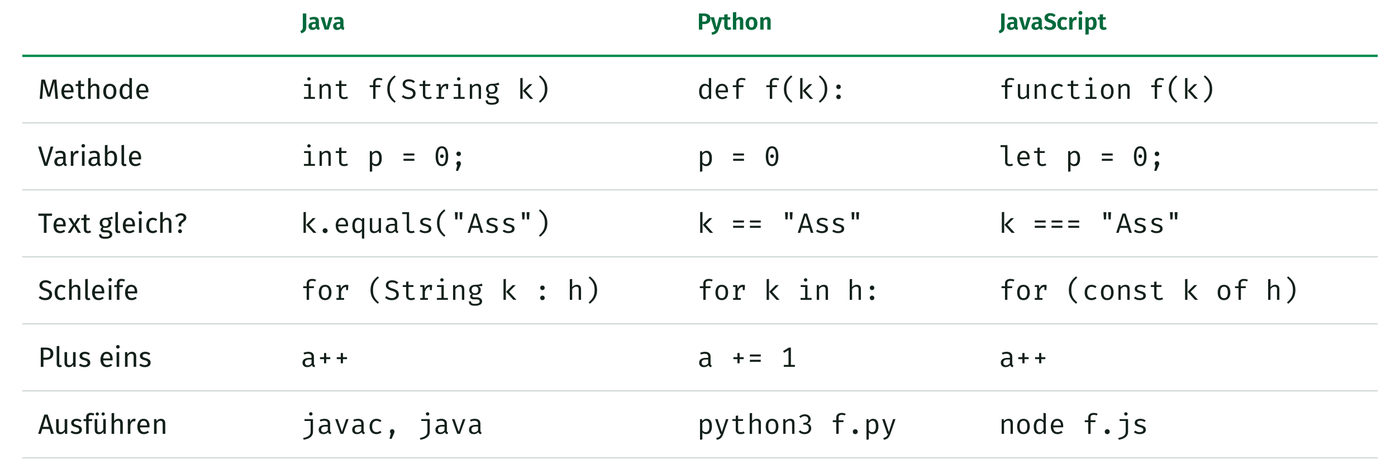 Java Python JavaScript
Methode int f(String k) def f(k): function f(k)
Variable int p = 0; p = 0 let p = 0;
Text gleich? k.equals("Ass") k == "Ass" k === "Ass"
Schleife for (String k : h) for k in h: for (const k of h)
Plus eins a++ a += 1 a++
Ausführen javac, java python3 f.py node f.js